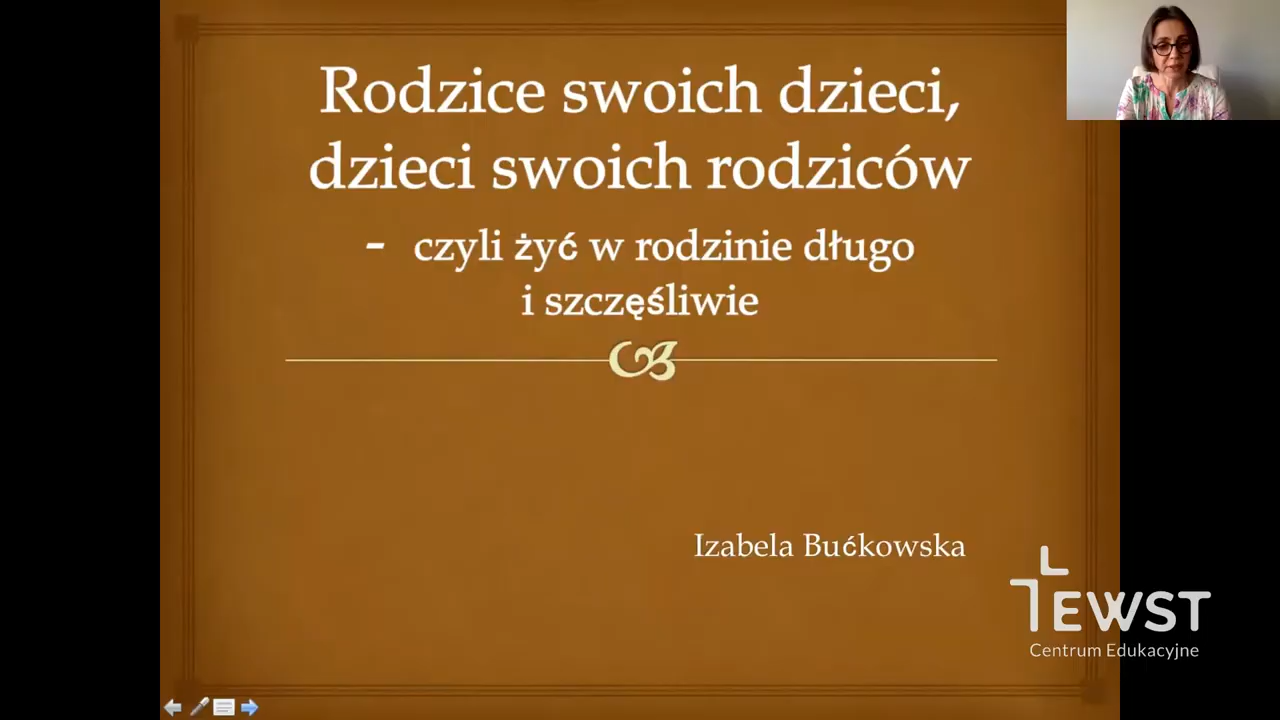 Rodzice swoich dzieci,
dzieci swoich rodziców
- czyli żyć w rodzinie długo
i szczęśliwie
Izabela Bućkowska
EWST
Centrum Edukacyjne